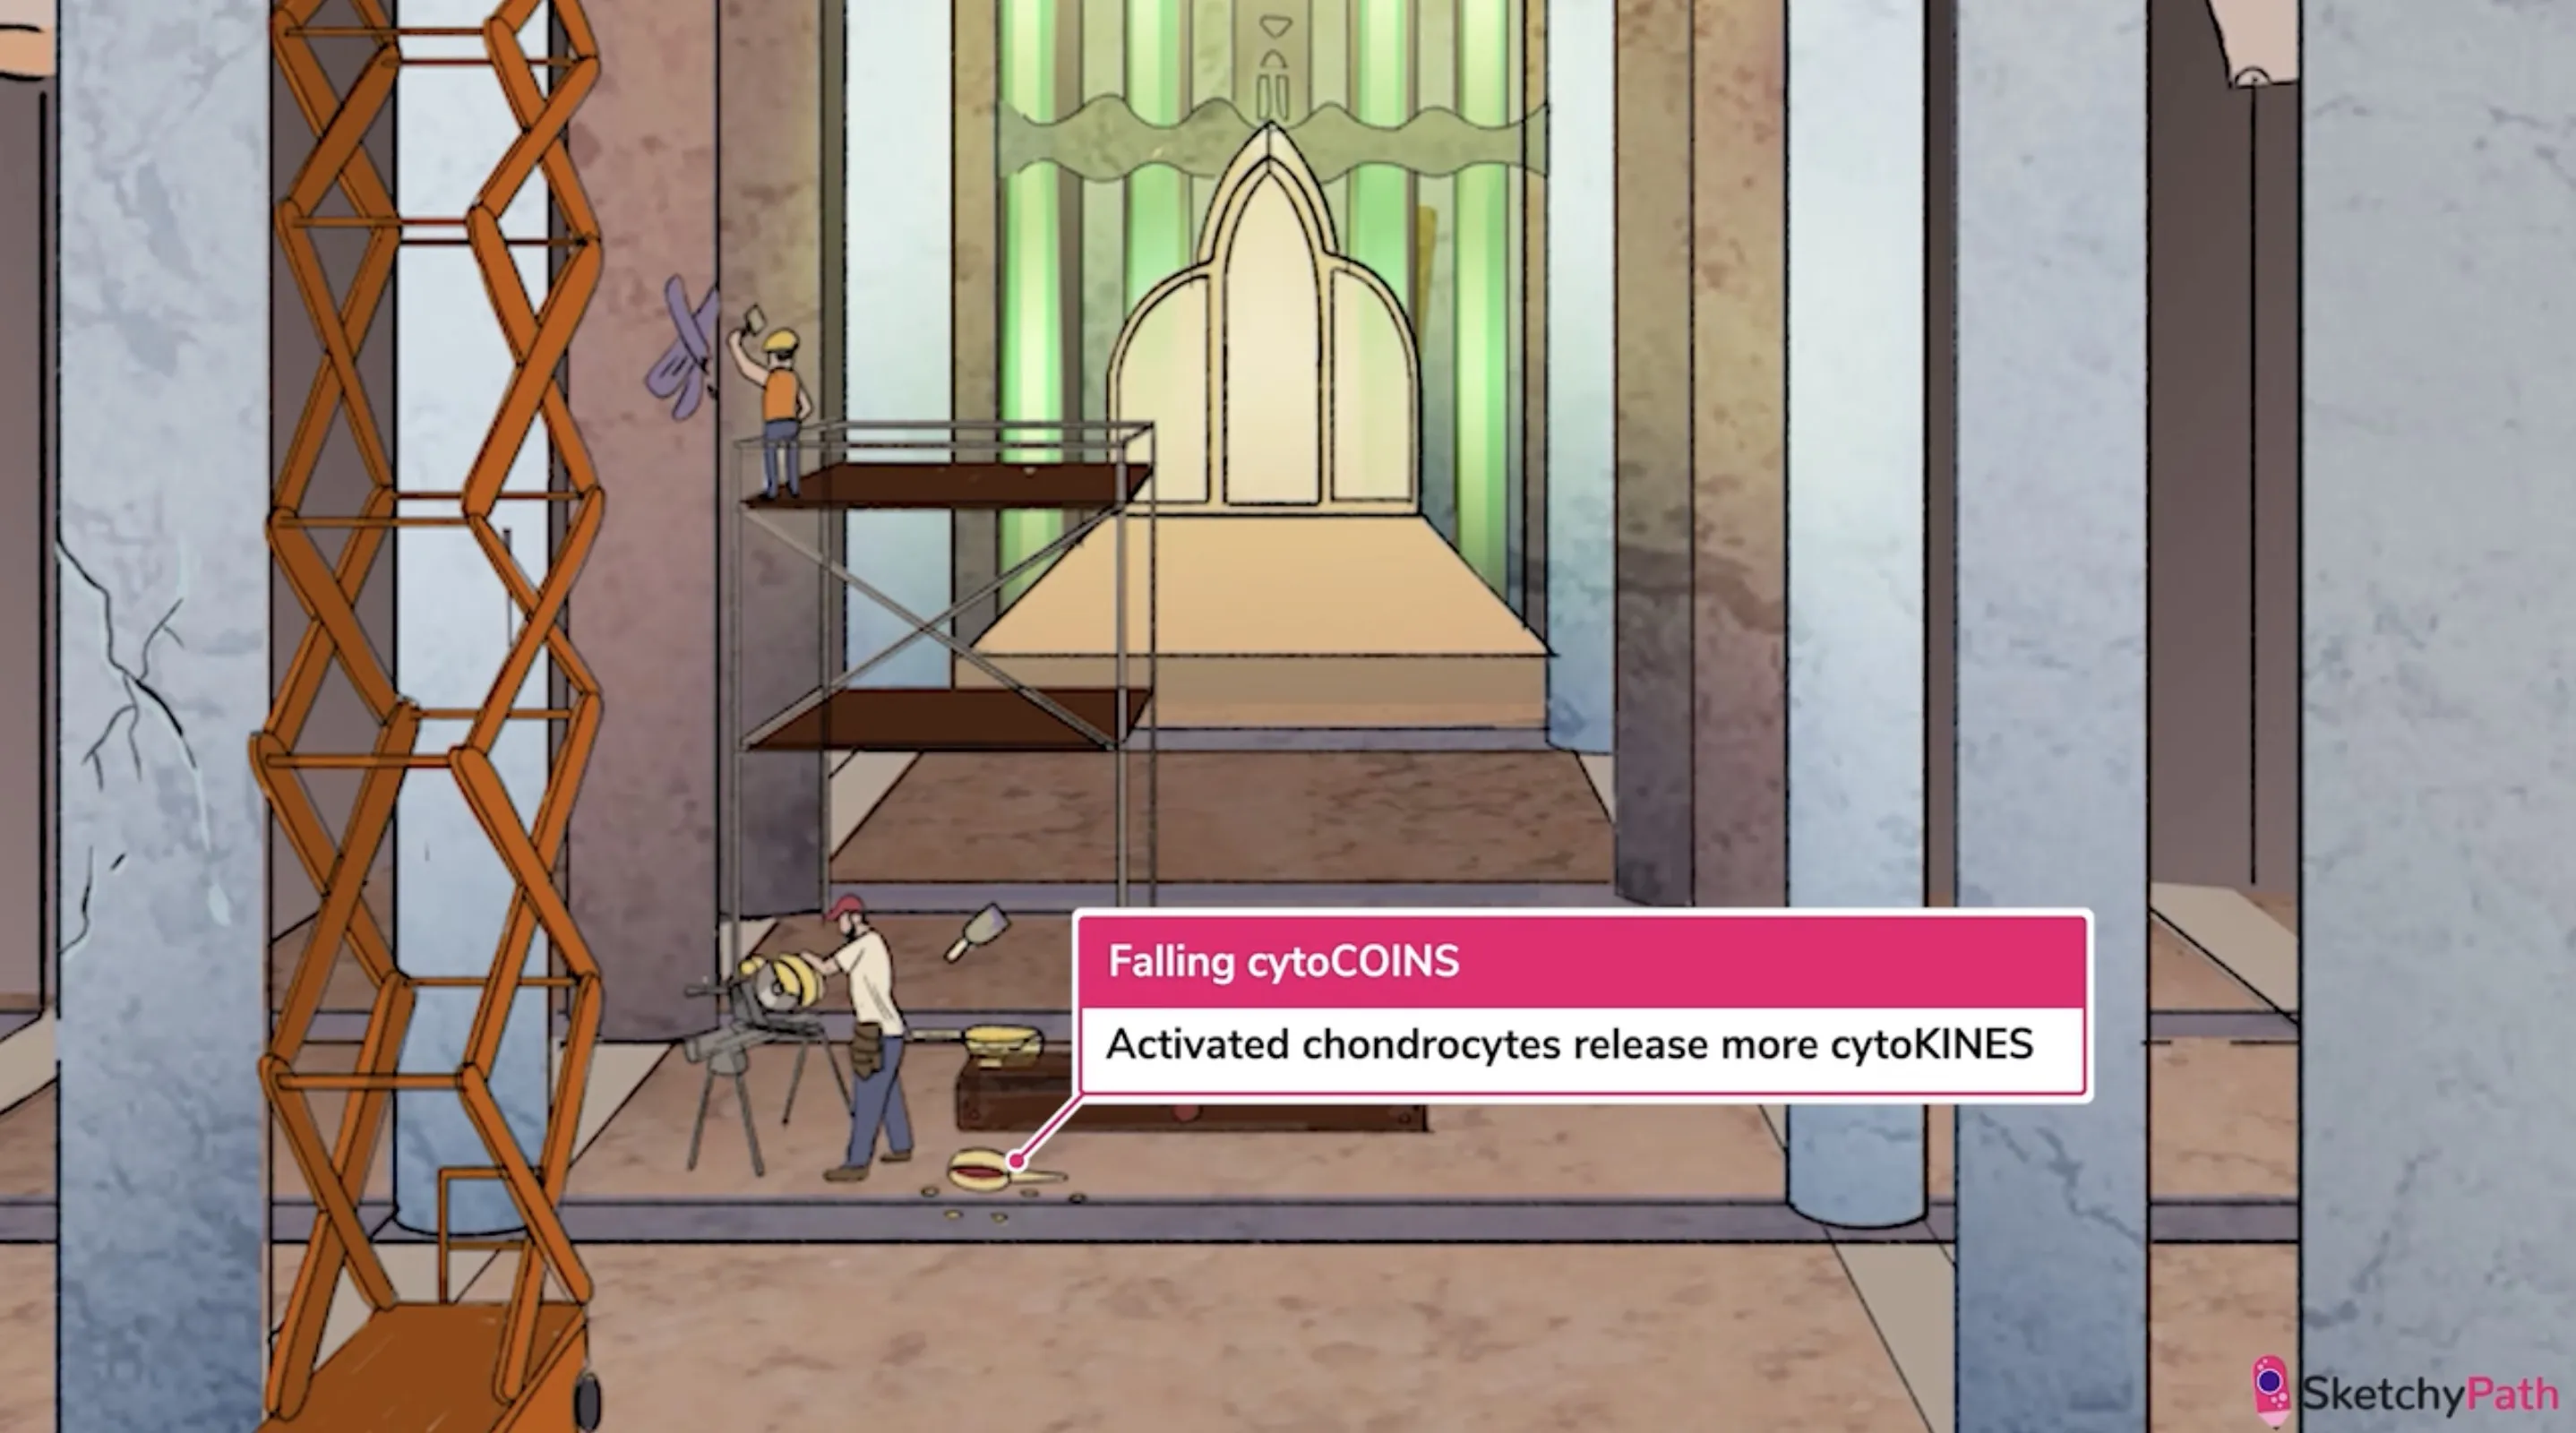 Falling cytoCOINS
Activated chondrocytes release more cytoKINES
SketchyPath